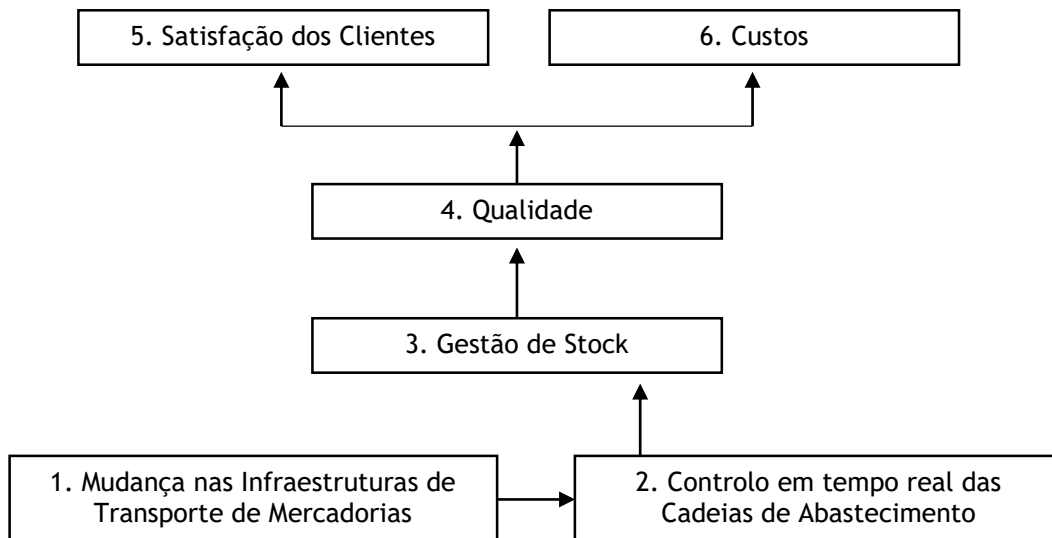 5. Satisfação dos Clientes
6. Custos
4. Qualidade
3. Gestão de Stock
1. Mudança nas Infraestruturas de
Transporte de Mercadorias
2. Controlo em tempo real das
Cadeias de Abastecimento